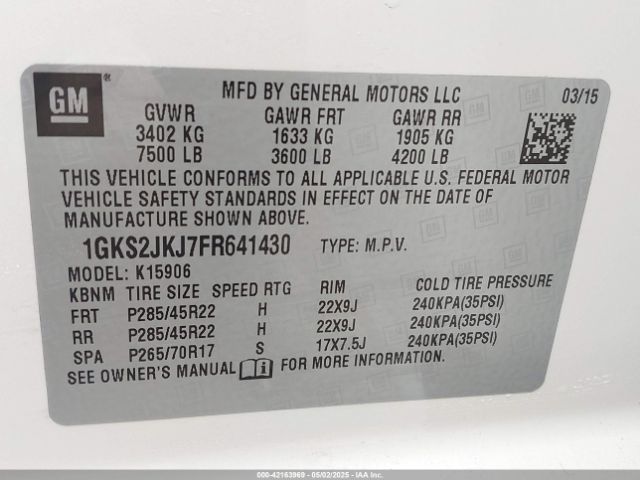 GM ®
MFD BY GENERAL MOTORS LLC 03/15
GVWR GAWR FRT GAWR RR
3402 KG 1633 KG 1905 KG
7500 LB 3600 LB 4200 LB
THIS VEHICLE CONFORMS TO ALL APPLICABLE U.S. FEDERAL MOTOR
VEHICLE SAFETY STANDARDS IN EFFECT ON THE DATE OF
MANUFACTURE SHOWN ABOVE.
1GKS2JKJ7FR641430 TYPE: M.P.V.
MODEL: K15906
KBNM TIRE SIZE SPEED RTG RIM COLD TIRE PRESSURE
FRT P285/45R22 H 22X9J 240KPA(35PSI)
RR P285/45R22 H 22X9J 240KPA(35PSI)
SPA P265/70R17 S 17X7.5J 240KPA(35PSI)
SEE OWNER'S MANUAL i FOR MORE INFORMATION.
000-42163969 - 05/02/2025 - IAAI.COM